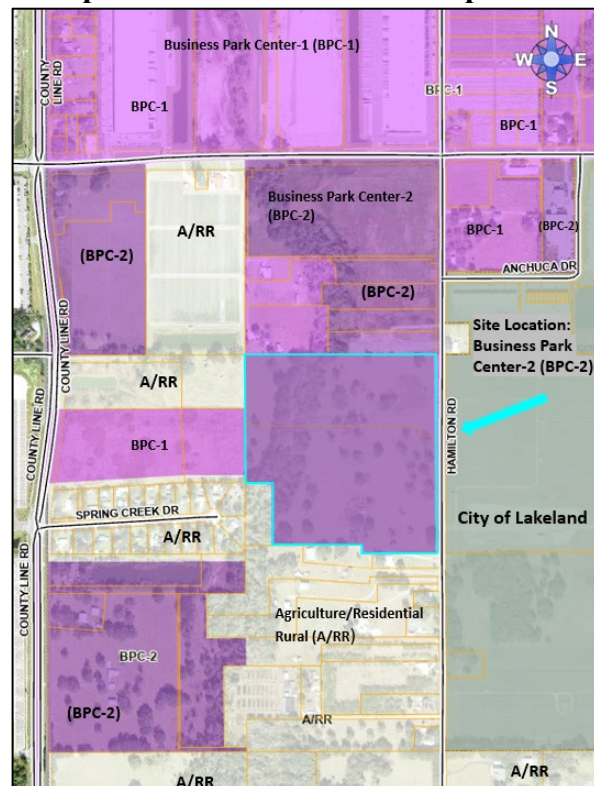 Business Park Center-1 (BPC-1)
N
W E
S
COUNTY
LINE RD
BPC-1
BPC-1
BPC-1
Business Park Center-2
(BPC-2)
A/RR
BPC-1
(BPC-2)
(BPC-2)
(BPC-2)
ANCHUCA DR
COUNTY LINE RD
Site Location:
Business Park
Center-2 (BPC-2)
A/RR
HAMILTON RD
BPC-1
COUNTY LINE RD
SPRING CREEK DR
A/RR
City of Lakeland
COUNTY LINE RD
Agriculture/Residential
Rural (A/RR)
BPC-2
(BPC-2)
A/RR
A/RR
A/RR